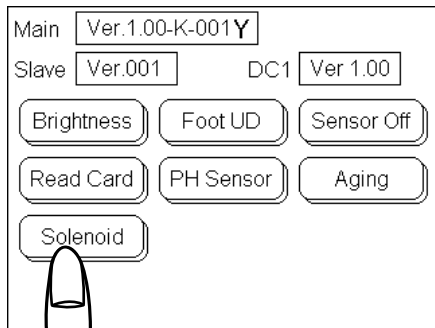 Main Ver.1.00-K-001Y
Slave Ver.001 DC1 Ver 1.00
Brightness Foot UD Sensor Off
Read Card PH Sensor Aging
Solenoid